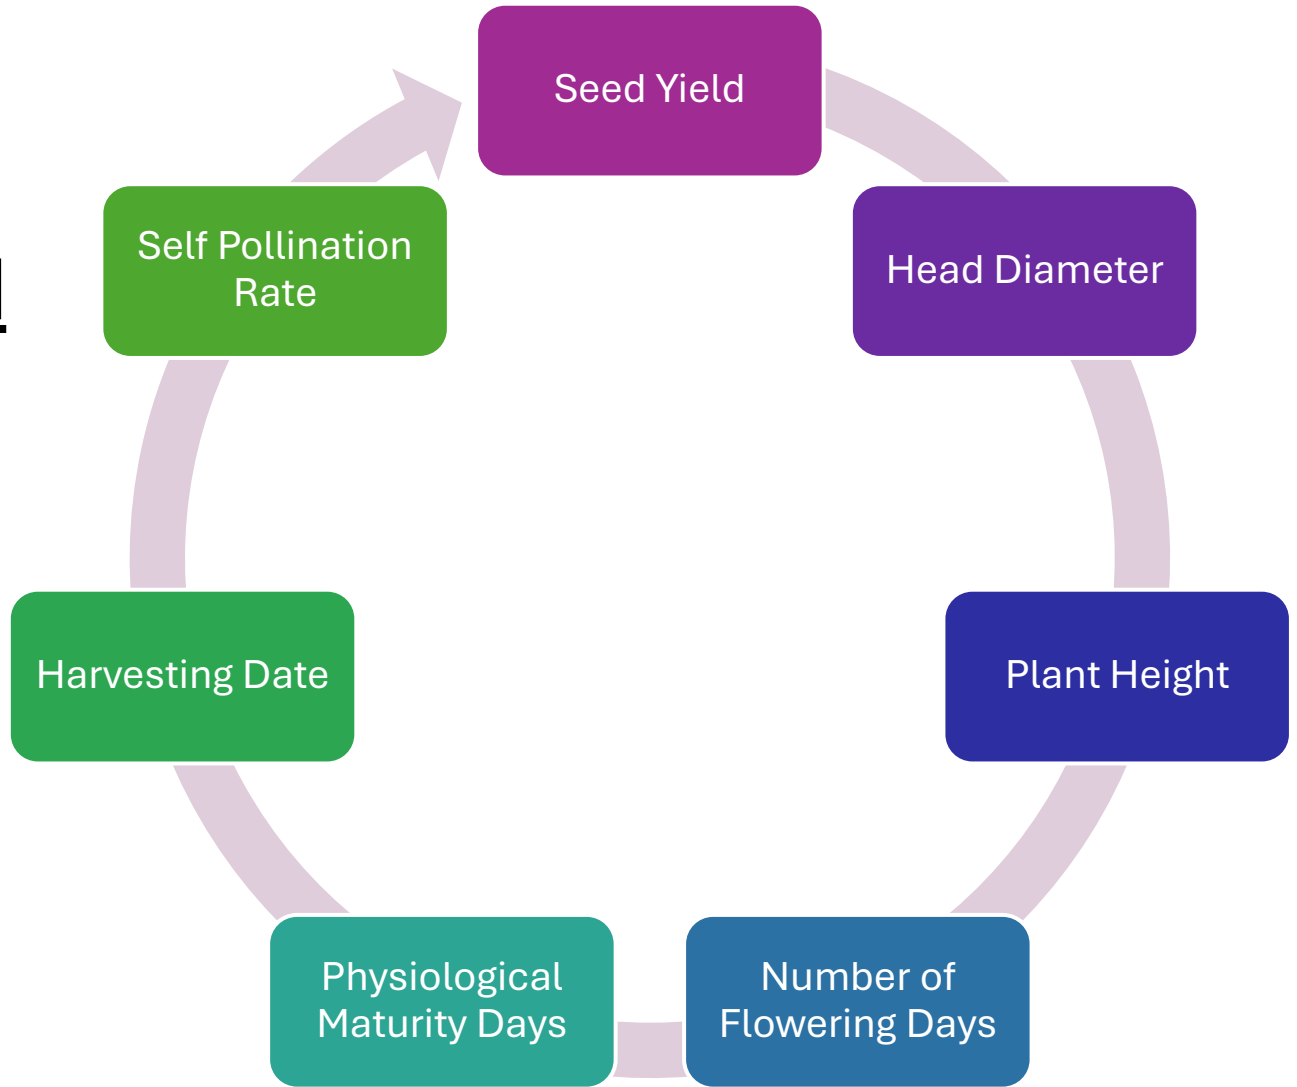 Seed Yield
Head Diameter
Plant Height
Number of
Flowering Days
Physiological
Maturity Days
Harvesting Date
Self Pollination
Rate